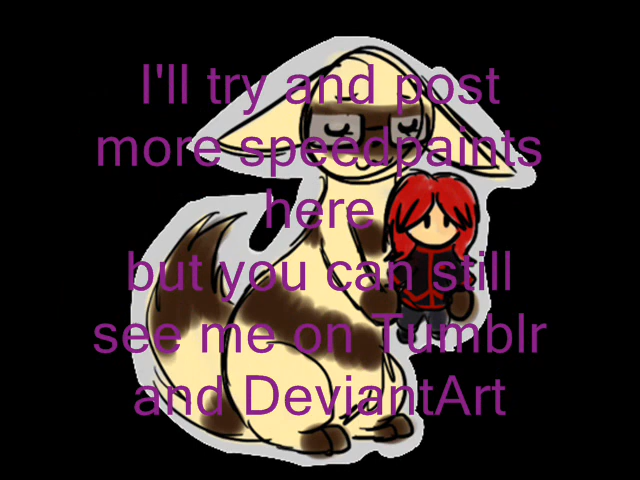 I'll try and post
more speedpaints
here
but you can still
see me on Tumblr
and DeviantArt